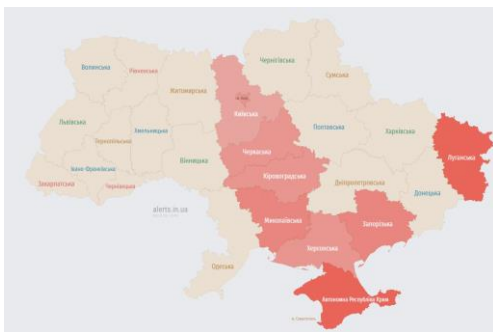 Чернігівська
Волинська
Рівненська
Сумська
Житомирська
Київська
Львівська
Полтавська
Харківська
Тернопільська
Хмельницька
Черкаська
Луганська
Вінницька
Кіровоградська
Івано-Франківська
Закарпатська
Чернівецька
Дніпропетровська
Донецька
alerts.in.ua
Миколаївська
Запорізька
Херсонська
Одеська
Автономна Республіка Крим